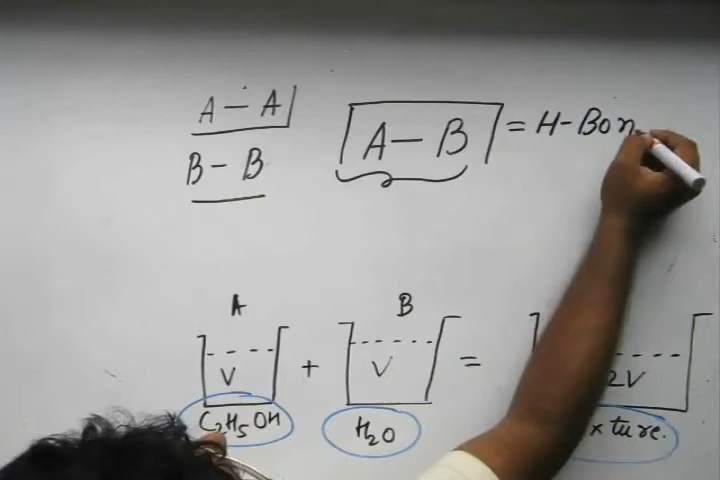 A - A
B - B
A - B = H-Bon
A B
V + V = 2V
C2H5OH H2O xture.